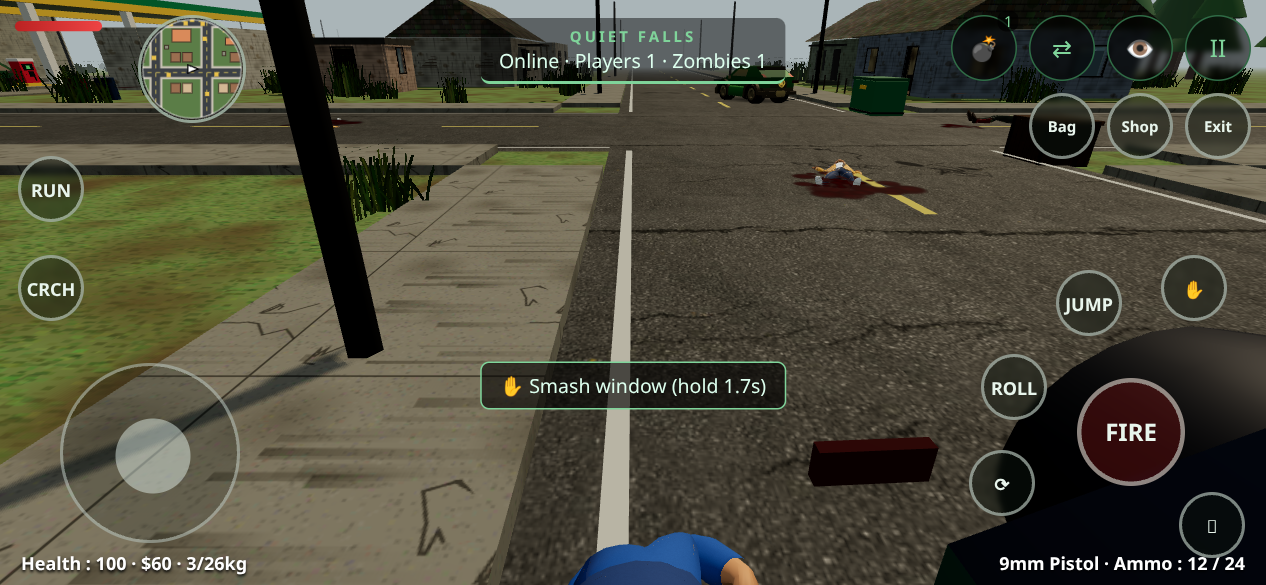 1
QUIET FALLS
Online · Players 1 · Zombies 1
Bag
Shop
Exit
RUN
CRCH
JUMP
Smash window (hold 1.7s)
ROLL
FIRE
Health : 100 · $60 · 3/26kg
9mm Pistol · Ammo : 12 / 24